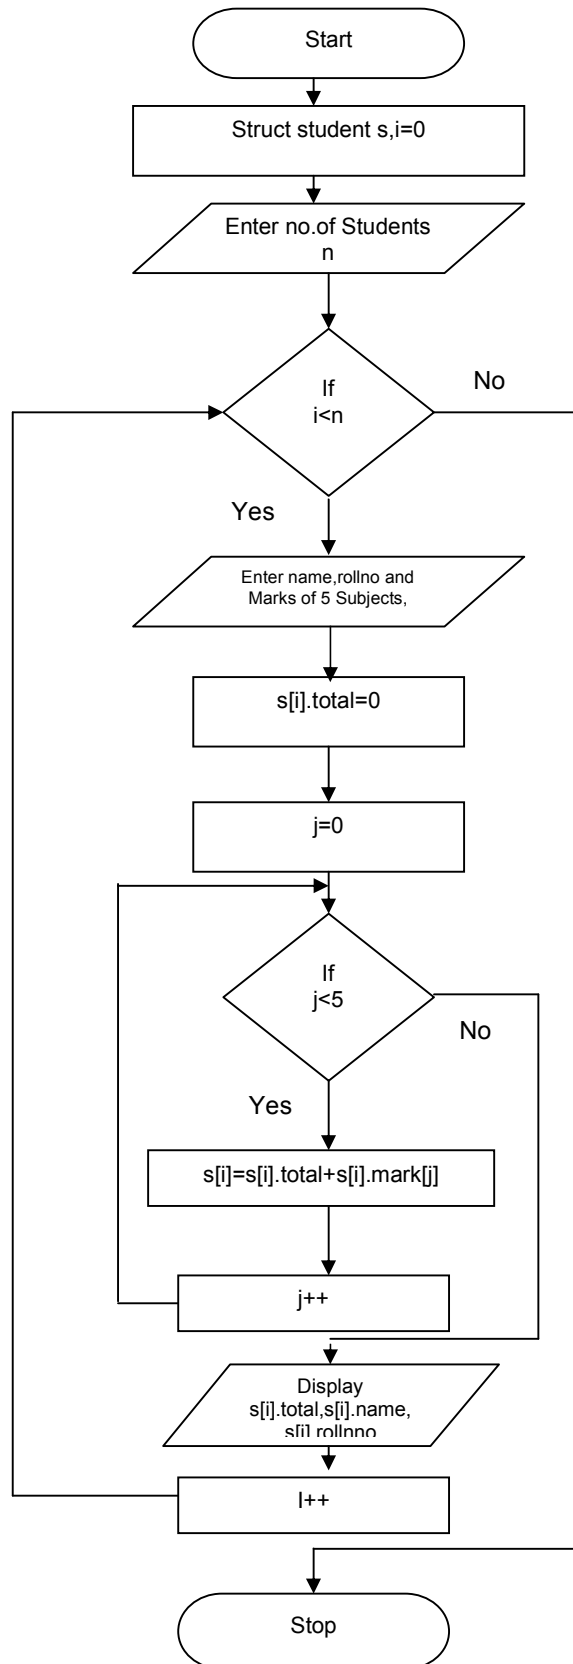 Start
Struct student s,i=0
Enter no.of Students
n
If
i<n
No
Yes
Enter name,rollno and
Marks of 5 Subjects,
s[i].total=0
j=0
If
j<5
No
Yes
s[i]=s[i].total+s[i].mark[j]
j++
Display
s[i].total,s[i].name,
s[i].rollnno
I++
Stop